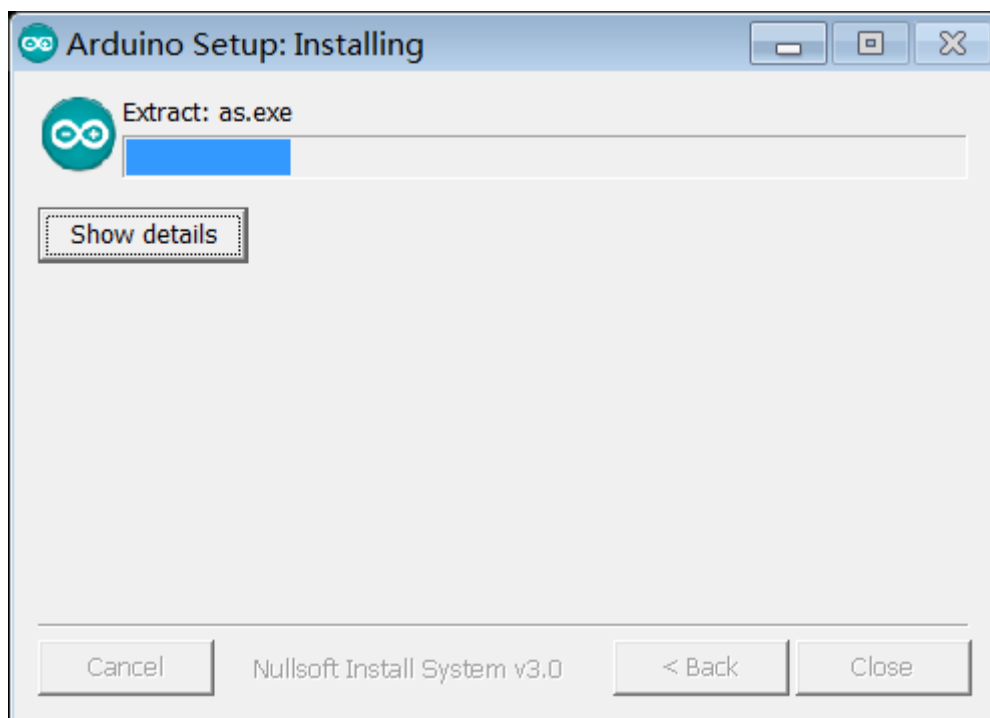 Arduino Setup: Installing
Extract: as.exe
Show details
Cancel
Nullsoft Install System v3.0
< Back
Close